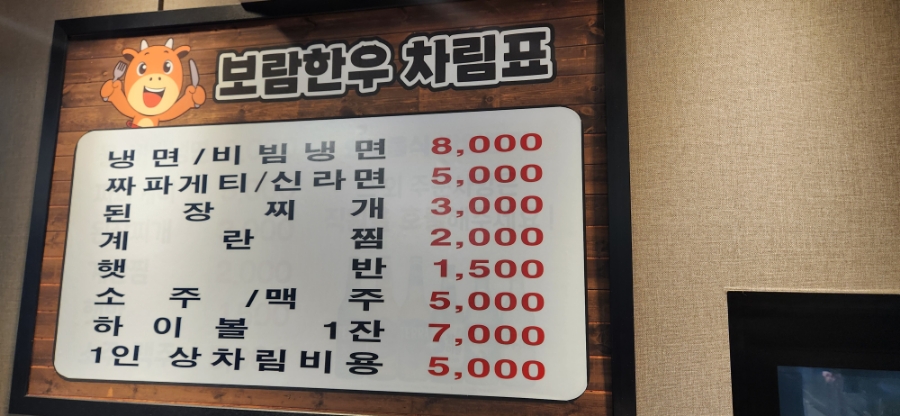 보람한우 차림표
냉면/비빔냉면 8,000
짜파게티/신라면 5,000
된장찌개 3,000
계란찜 2,000
햇반 1,500
소주/맥주 5,000
하이볼 1잔 7,000
1인 상차림비용 5,000